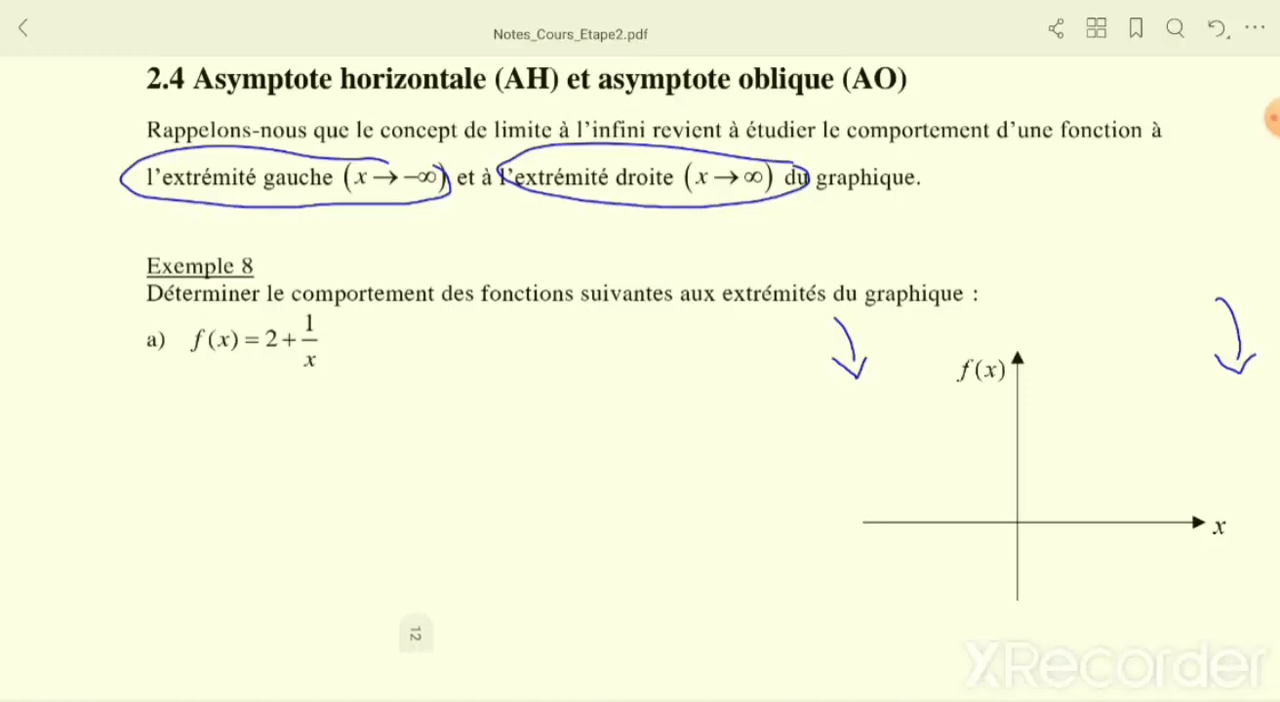 Notes_Cours_Etape2.pdf
2.4 Asymptote horizontale (AH) et asymptote oblique (AO)
Rappelons-nous que le concept de limite à l'infini revient à étudier le comportement d'une fonction à
l'extrémité gauche (x → −∞) et à l'extrémité droite (x → ∞) du graphique.
Exemple 8
Déterminer le comportement des fonctions suivantes aux extrémités du graphique :
a) f(x) = 2 + 1/x
f(x)
x
12
XRecorder